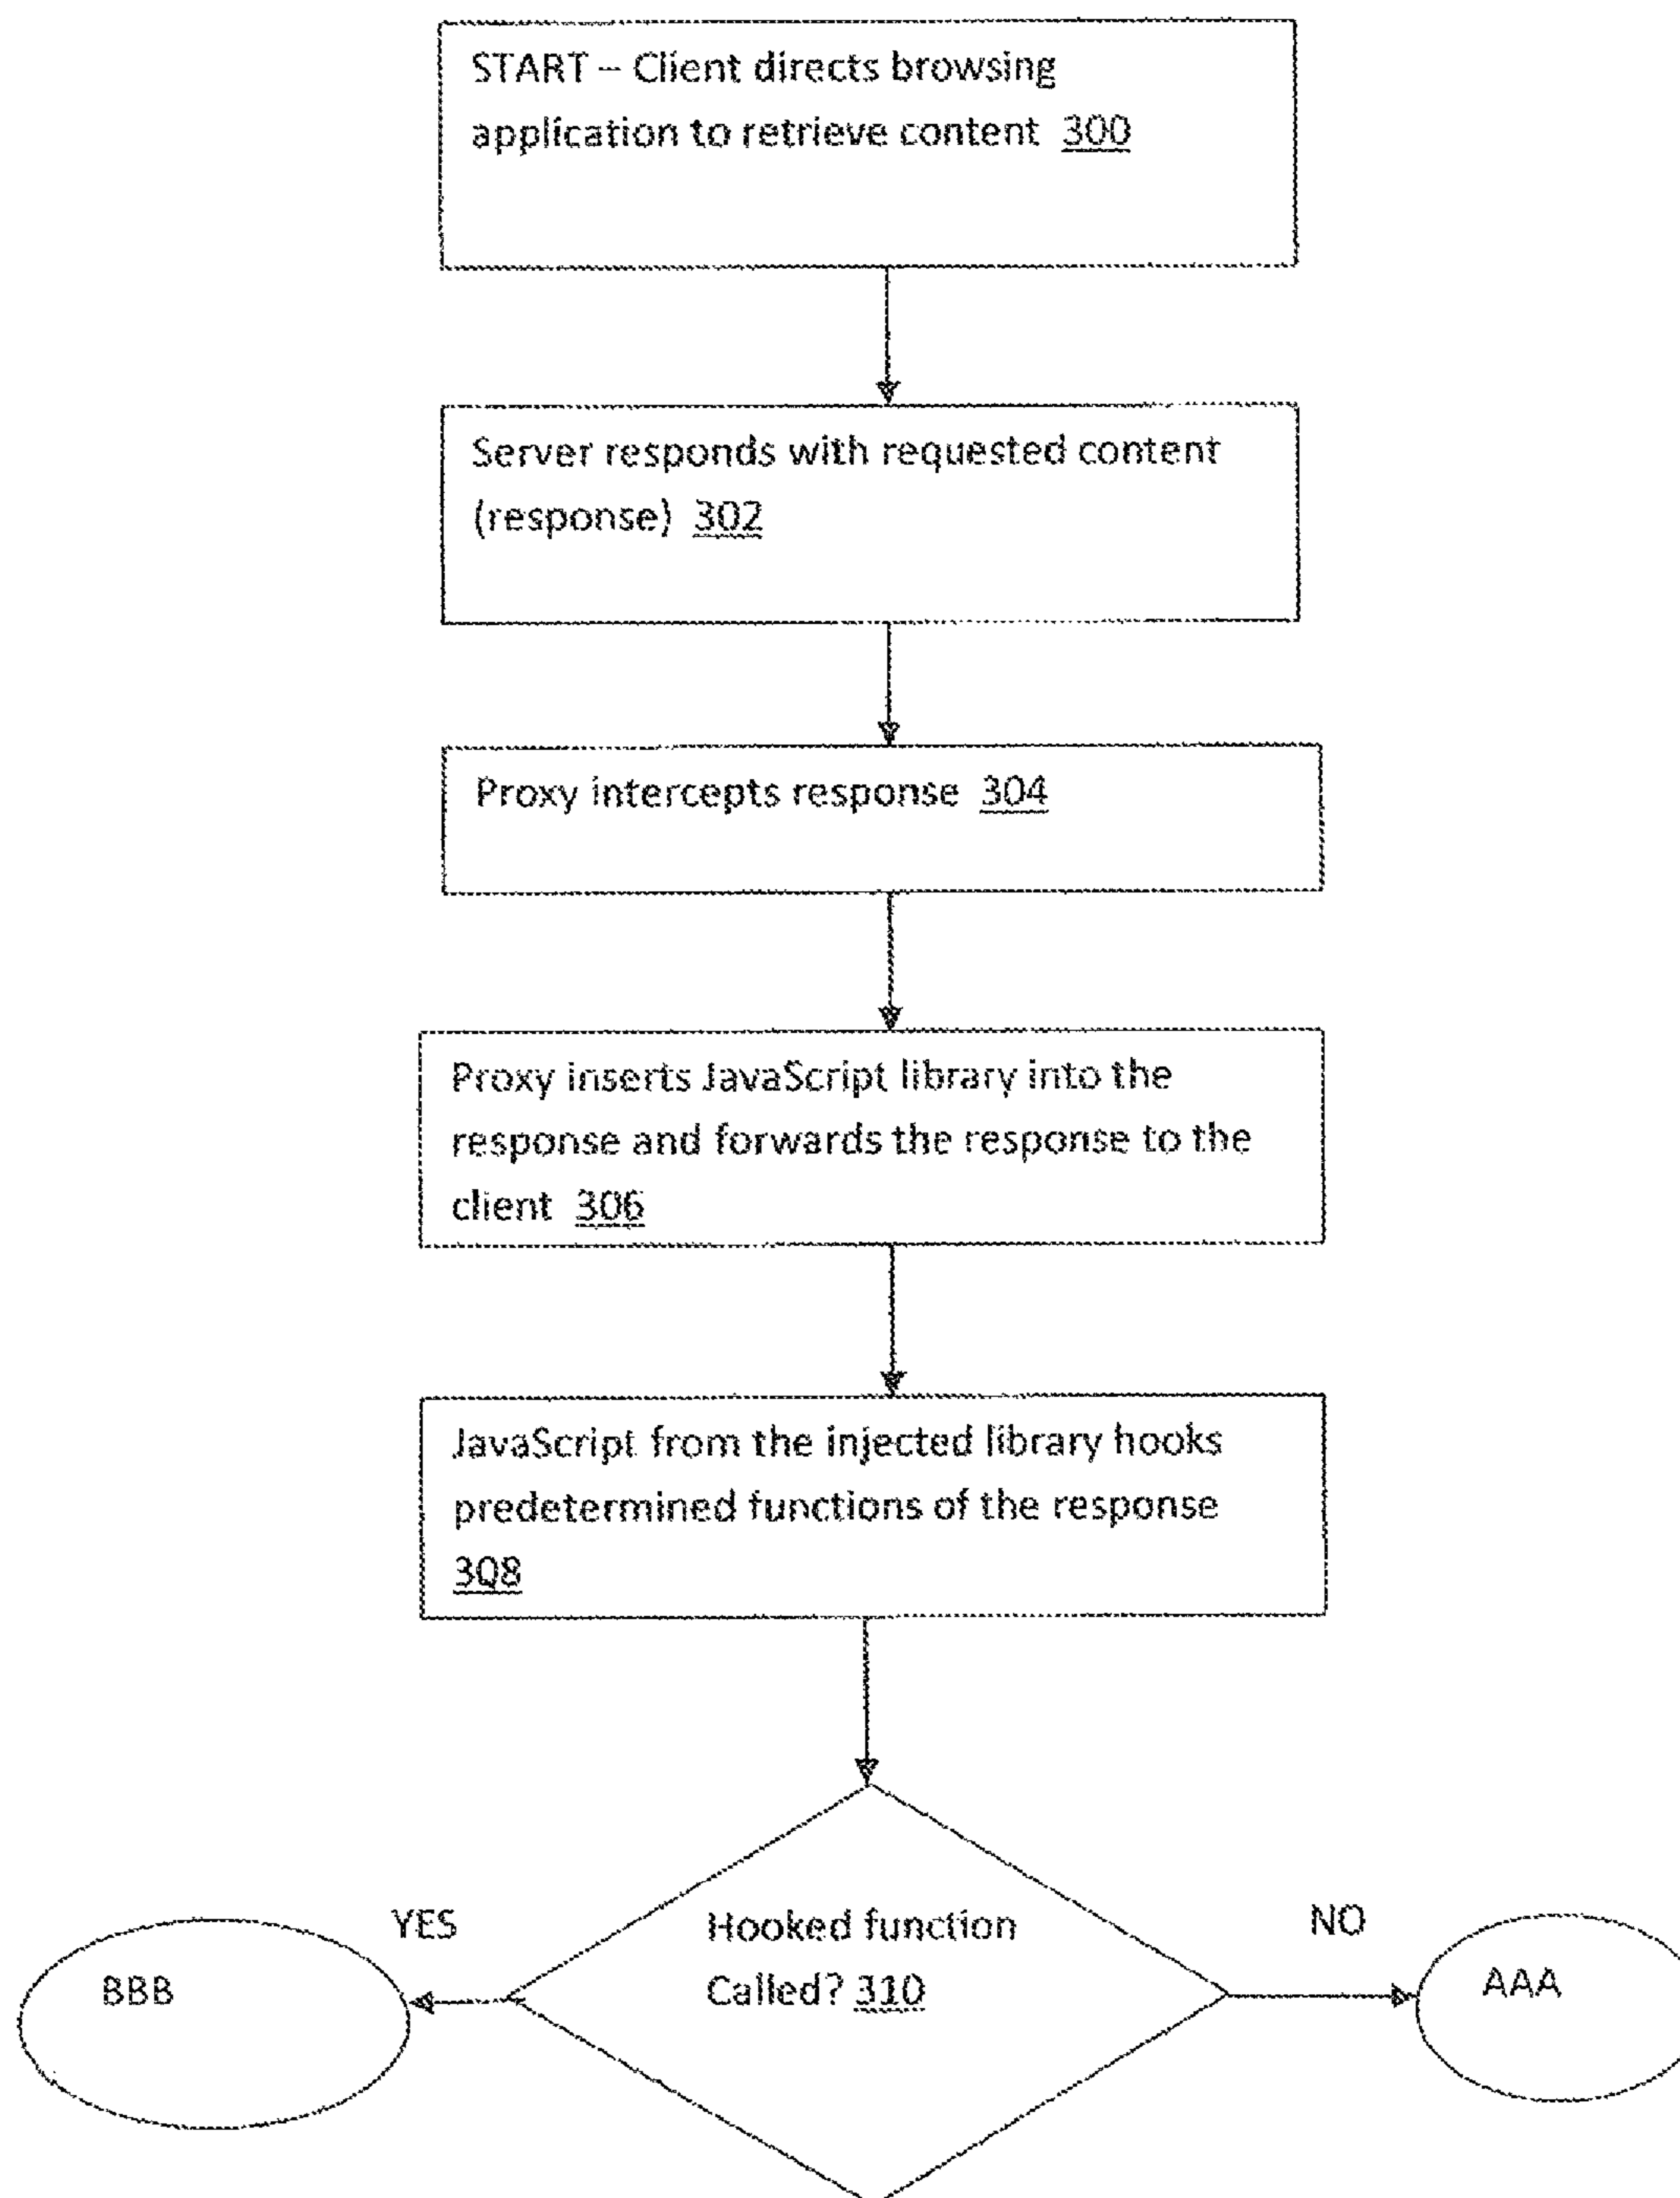 START – Client directs browsing
application to retrieve content 300
Server responds with requested content
(response) 302
Proxy intercepts response 304
Proxy inserts JavaScript library into the
response and forwards the response to the
client 306
JavaScript from the injected library hooks
predetermined functions of the response
308
YES
NO
Hooked function
Called? 310
BBB
AAA